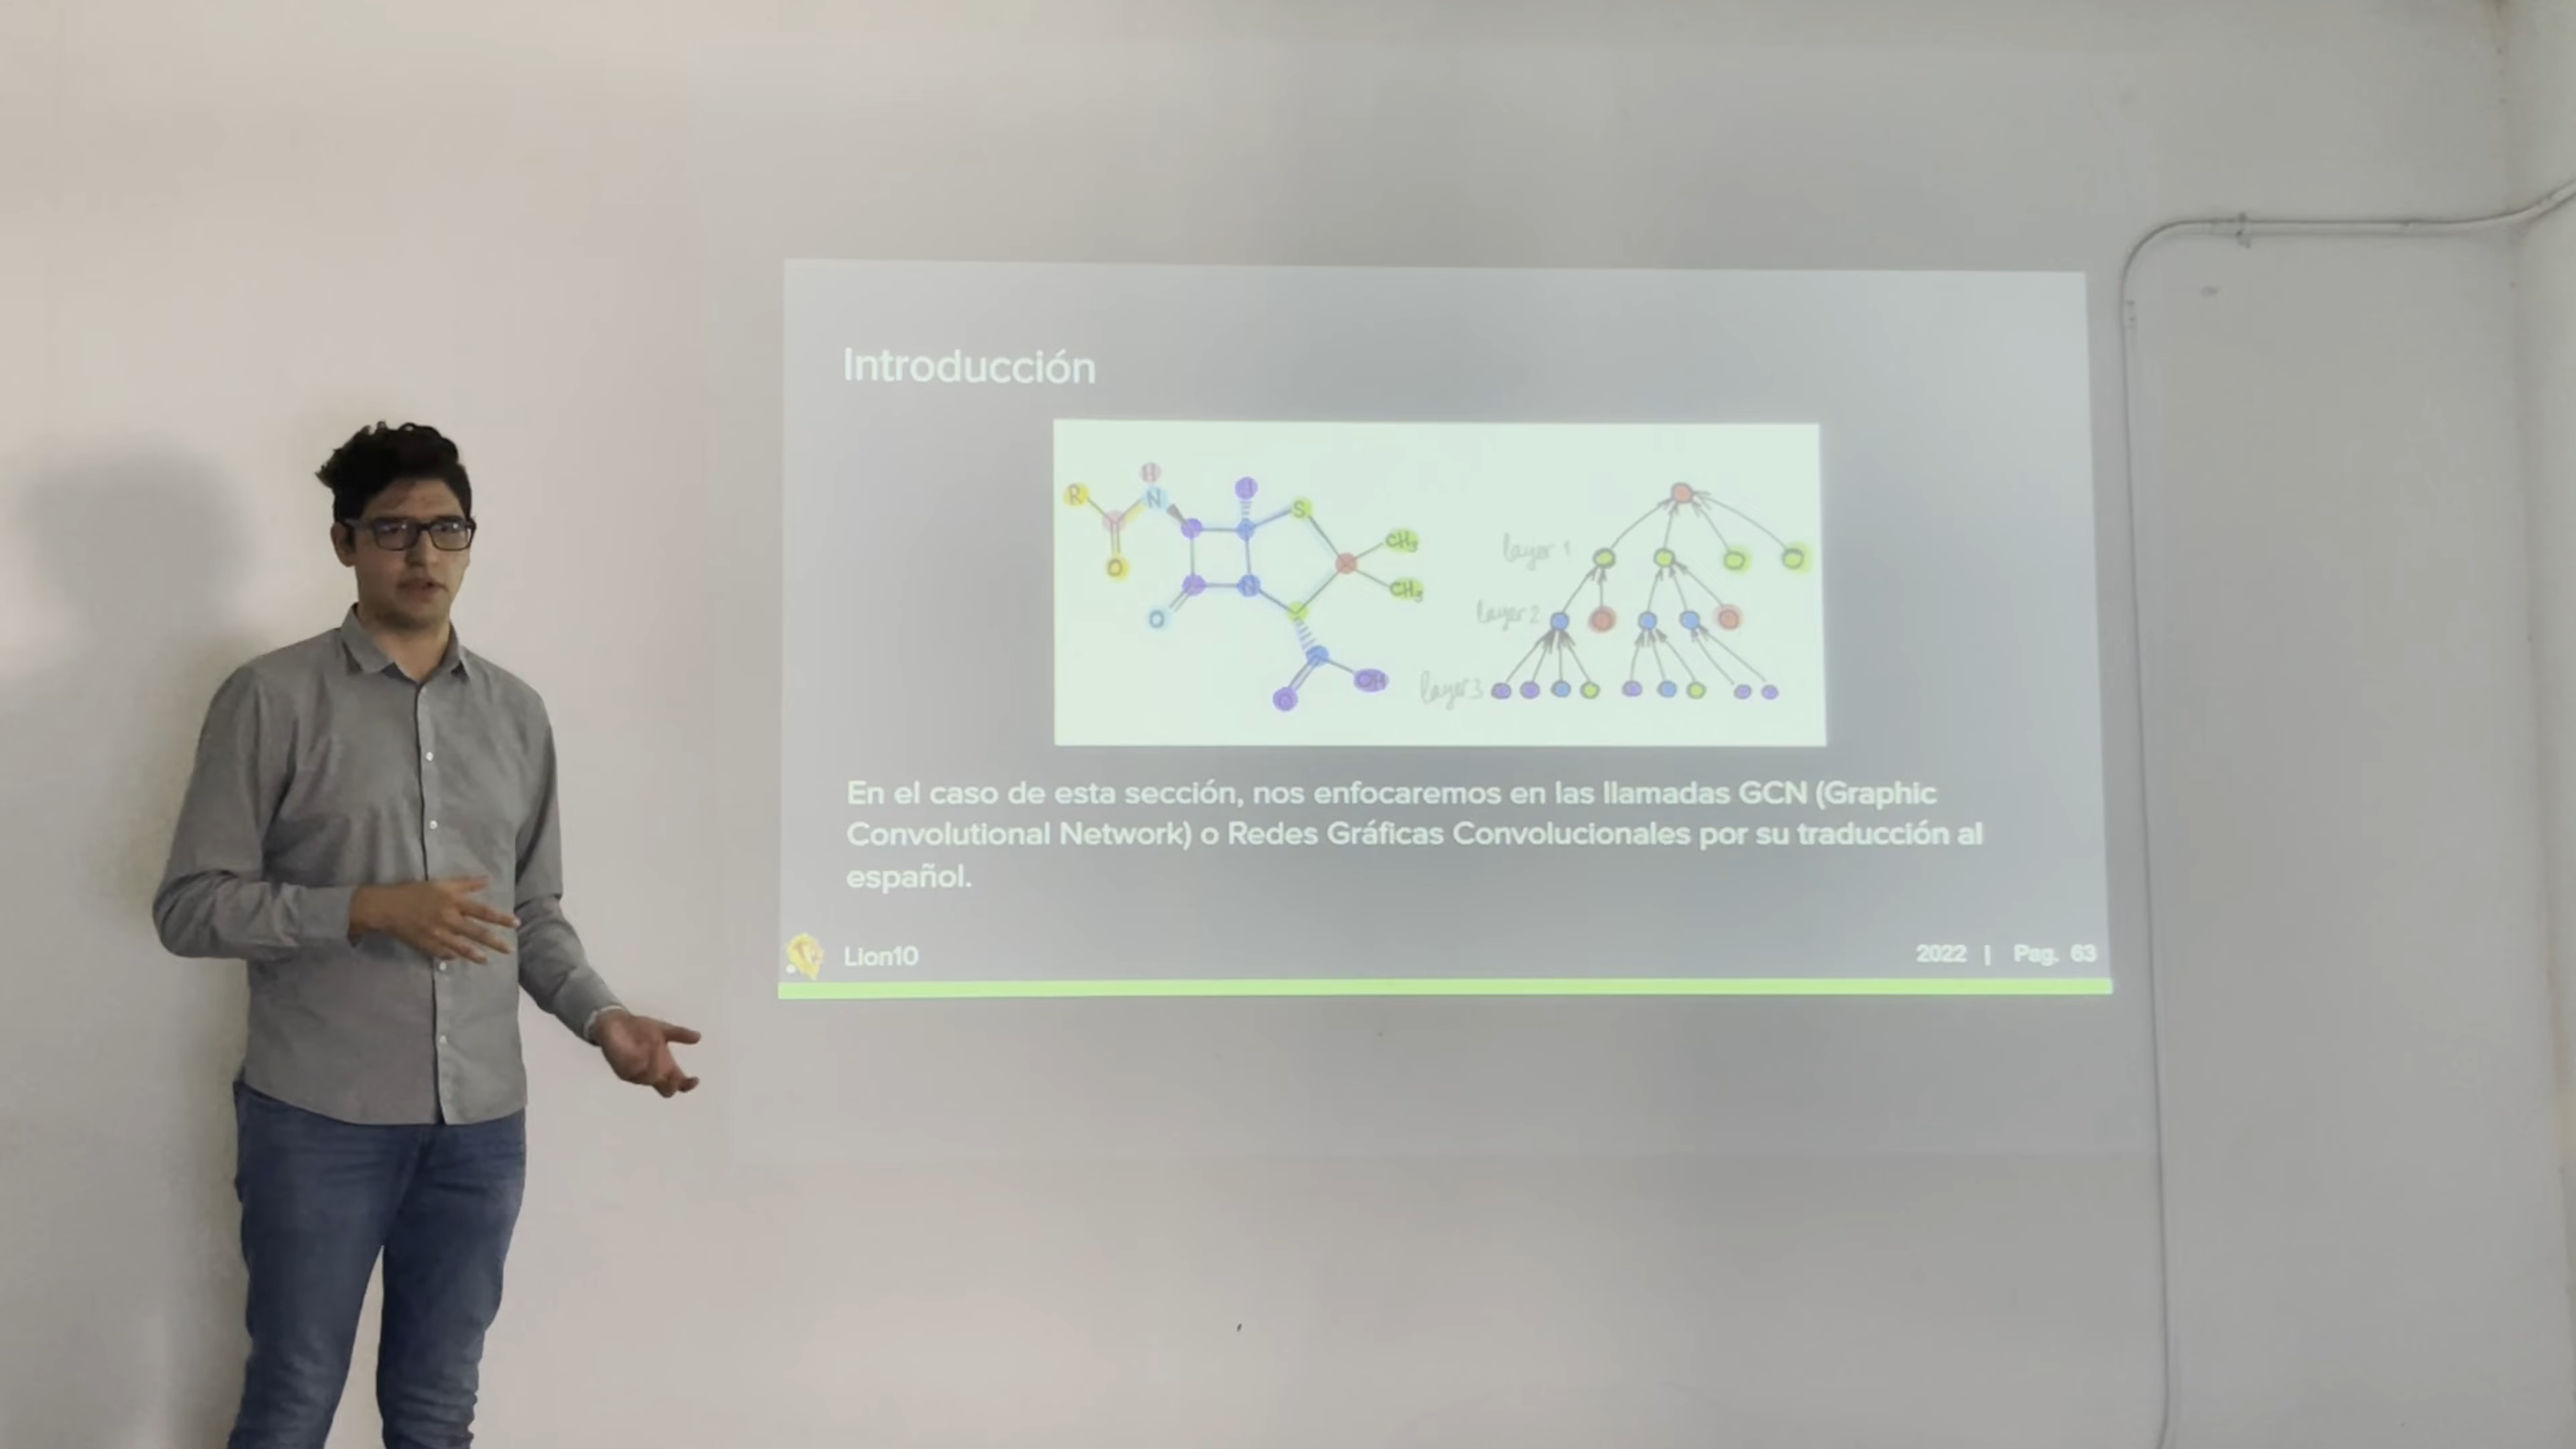 Introducción
H
R
N
S
CH₃
O
N
CH₃
O
O
OH
layer 1
layer 2
layer 3
En el caso de esta sección, nos enfocaremos en las llamadas GCN (Graphic
Convolutional Network) o Redes Gráficas Convolucionales por su traducción al
español.
Lion10
2022 | Pag. 63